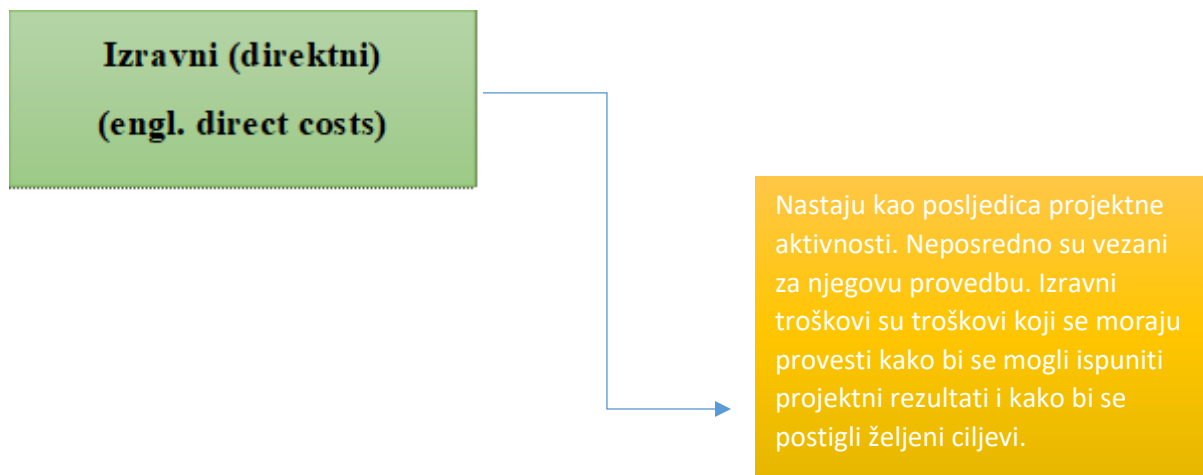 Izravni (direktni)
(engl. direct costs)
Nastaju kao posljedica projektne
aktivnosti. Neposredno su vezani
za njegovu provedbu. Izravni
troškovi su troškovi koji se moraju
provesti kako bi se mogli ispuniti
projektni rezultati i kako bi se
postigli željeni ciljevi.